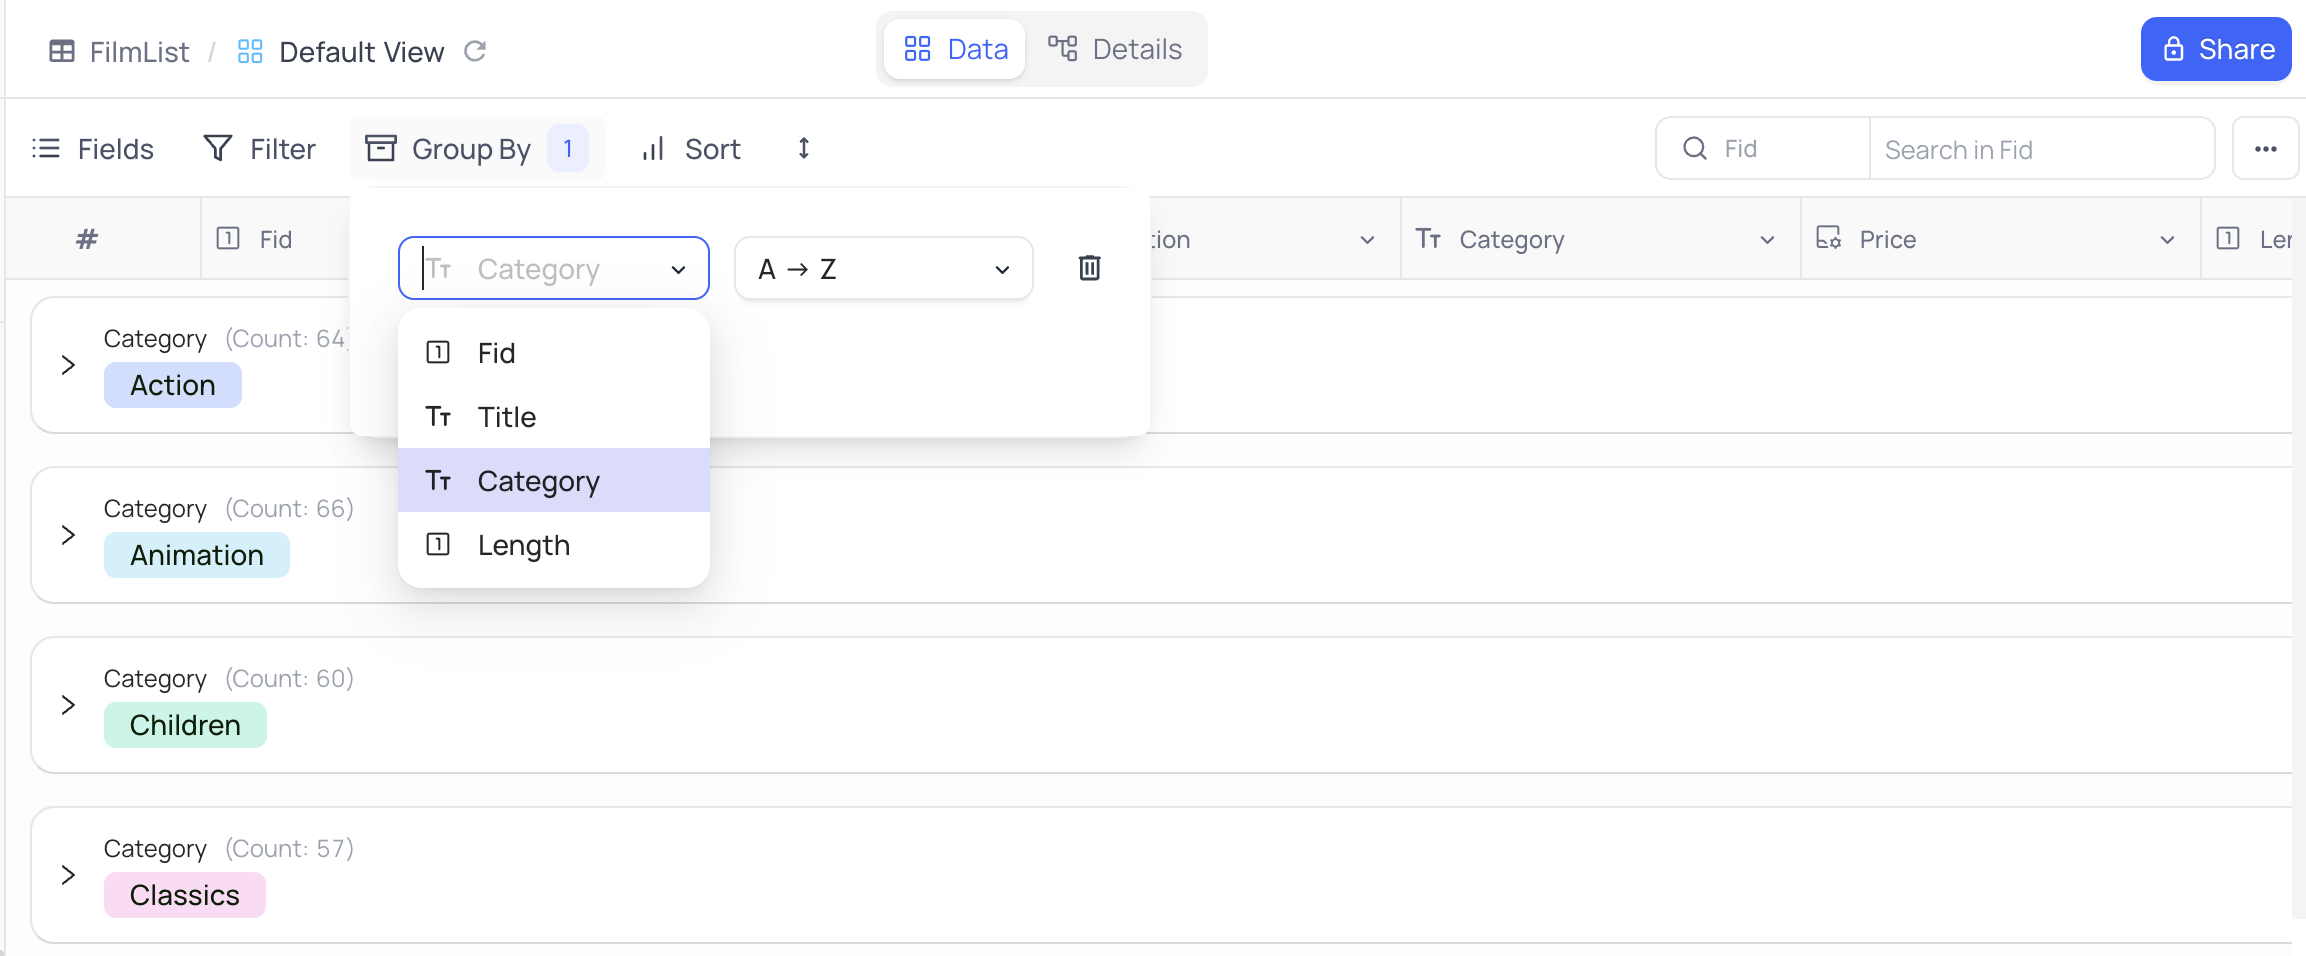 FilmList / Default View
Data
Details
Share
Fields
Filter
Group By 1
Sort
Fid
Search in Fid
#
Fid
tion
Category
Price
Category
A → Z
Fid
Title
Category
Length
Category (Count: 64
Action
Category (Count: 66)
Animation
Category (Count: 60)
Children
Category (Count: 57)
Classics